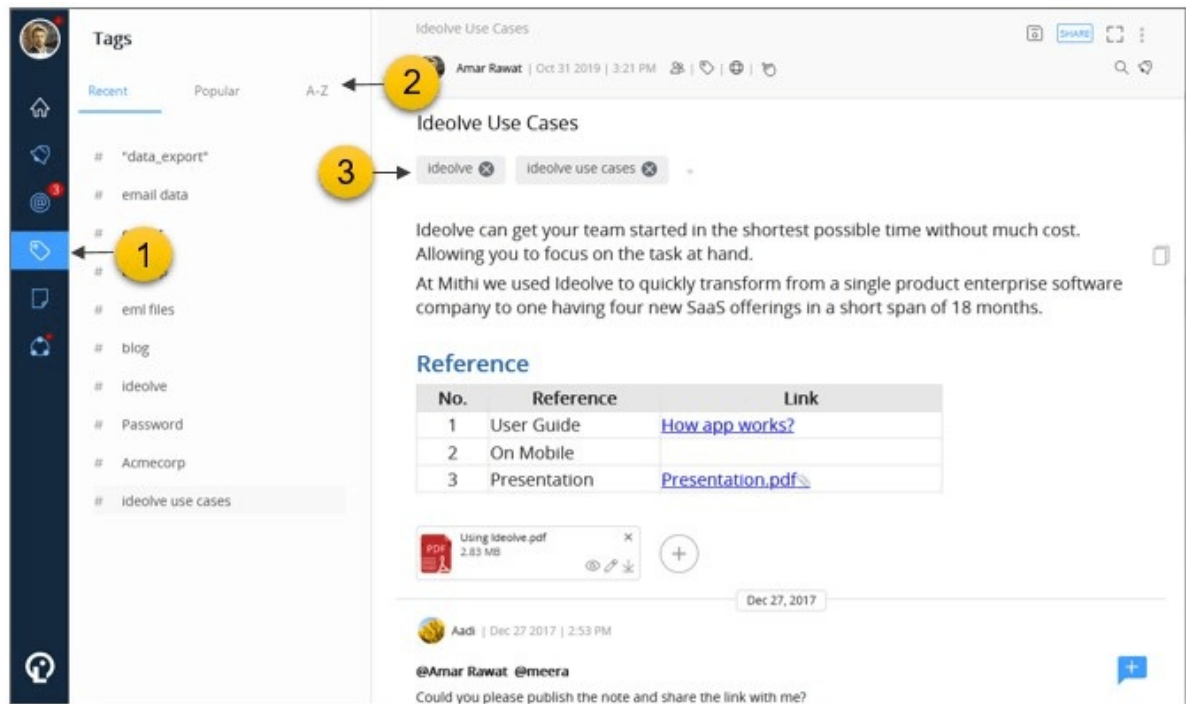 Tags
Recent
Popular
A-Z
2
# "data_export"
# email data
#
#
1
# eml files
# blog
# ideolve
# Password
# Acmecorp
# ideolve use cases
3
3
Ideolve Use Cases
SHARE
Amar Rawat | Oct 31 2019 | 3:21 PM
Ideolve Use Cases
ideolve
ideolve use cases
Ideolve can get your team started in the shortest possible time without much cost.
Allowing you to focus on the task at hand.
At Mithi we used Ideolve to quickly transform from a single product enterprise software
company to one having four new SaaS offerings in a short span of 18 months.
Reference
No. Reference Link
1 User Guide How app works?
2 On Mobile
3 Presentation Presentation.pdf
PDF
Using Ideolve.pdf
2.83 MB
Dec 27, 2017
Aadi | Dec 27 2017 | 2:53 PM
@Amar Rawat @meera
Could you please publish the note and share the link with me?